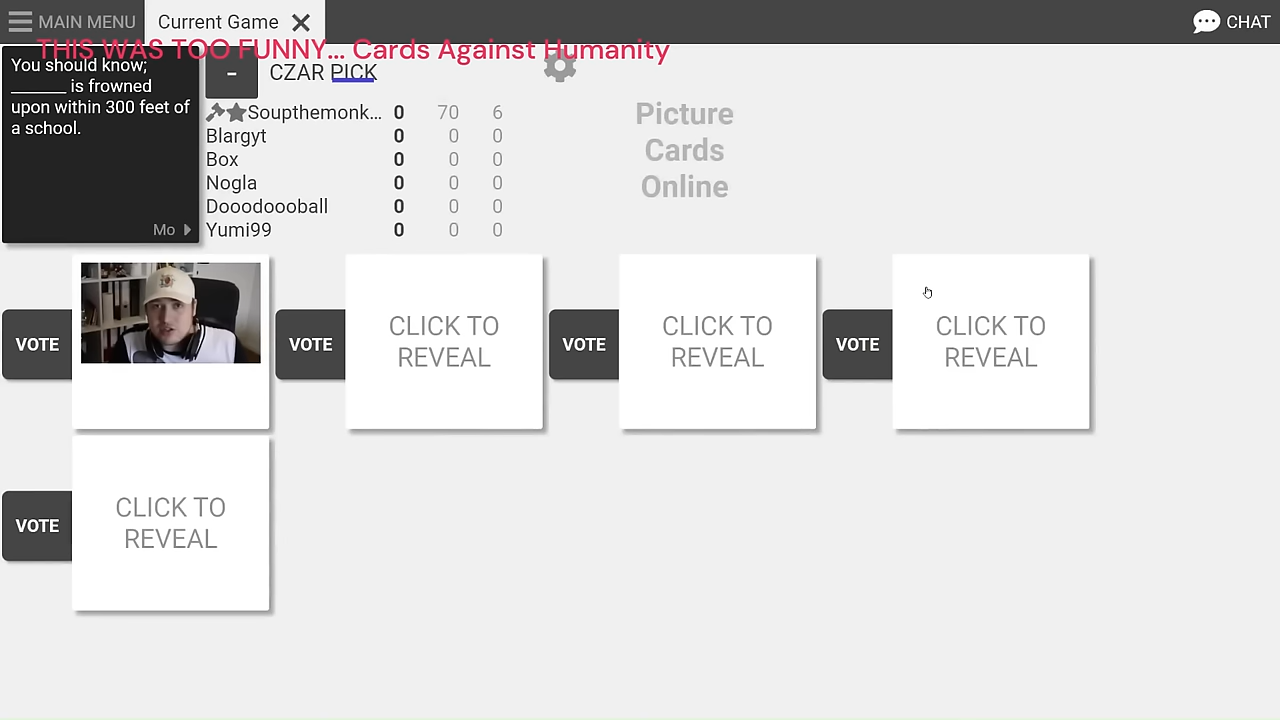 MAIN MENU
Current Game
CHAT
THIS WAS TOO FUNNY... Cards Against Humanity
You should know;
______ is frowned
upon within 300 feet of
a school.
Mo
-
CZAR PICK
Soupthemonk... 0 70 6
Blargyt 0 0 0
Box 0 0 0
Nogla 0 0 0
Dooodoooball 0 0 0
Yumi99 0 0 0
Picture
Cards
Online
VOTE
VOTE
CLICK TO
REVEAL
VOTE
CLICK TO
REVEAL
VOTE
CLICK TO
REVEAL
VOTE
CLICK TO
REVEAL